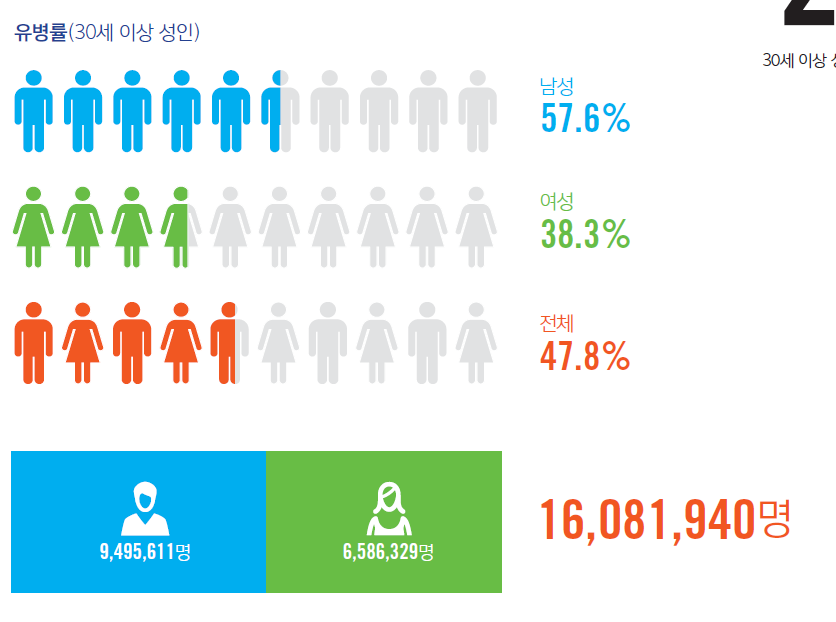 유병률(30세 이상 성인)
30세 이상
남성
57.6%
여성
38.3%
전체
47.8%
9,495,611명
6,586,329명
16,081,940명